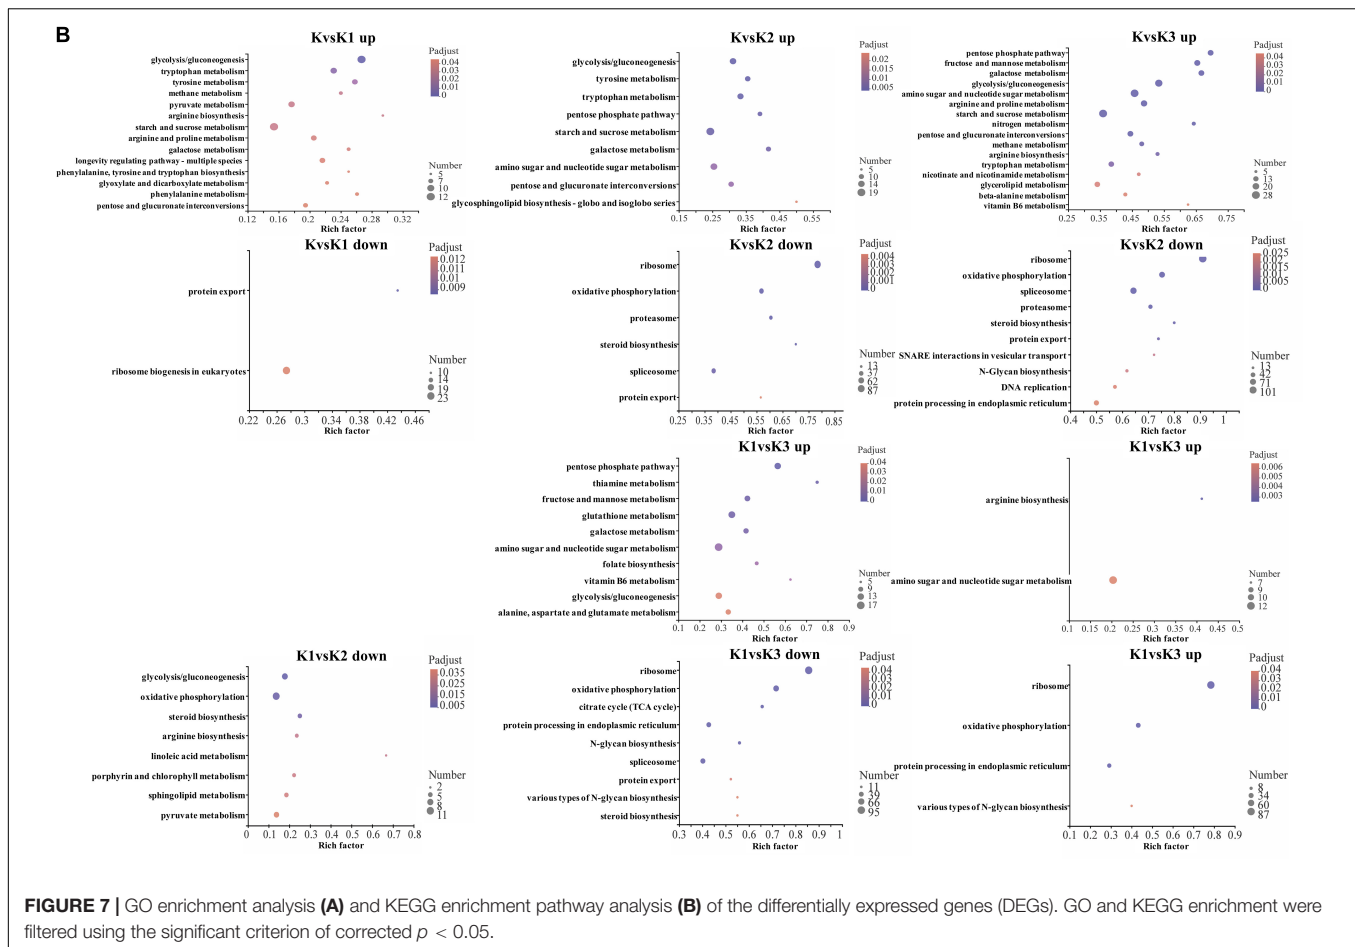 B
KvsK1 up
glycolysis/gluconeogenesis
tryptophan metabolism
tyrosine metabolism
methane metabolism
pyruvate metabolism
arginine biosynthesis
starch and sucrose metabolism
arginine and proline metabolism
galactose metabolism
longevity regulating pathway - multiple species
phenylalanine, tyrosine and tryptophan biosynthesis
glyoxylate and dicarboxylate metabolism
phenylalanine metabolism
pentose and glucuronate interconversions
0.12 0.16 0.2 0.24 0.28 0.32
Rich factor
Padjust
0.04
0.03
0.02
0.01
0
Number
5
7
10
12
KvsK2 up
glycolysis/gluconeogenesis
tyrosine metabolism
tryptophan metabolism
pentose phosphate pathway
starch and sucrose metabolism
galactose metabolism
amino sugar and nucleotide sugar metabolism
pentose and glucuronate interconversions
glycosphingolipid biosynthesis - globo and isoglobo series
0.15 0.25 0.35 0.45 0.55
Rich factor
Padjust
0.02
0.015
0.01
0.005
Number
5
10
14
19
KvsK3 up
pentose phosphate pathway
fructose and mannose metabolism
galactose metabolism
glycolysis/gluconeogenesis
amino sugar and nucleotide sugar metabolism
arginine and proline metabolism
starch and sucrose metabolism
nitrogen metabolism
pentose and glucuronate interconversions
methane metabolism
arginine biosynthesis
tryptophan metabolism
nicotinate and nicotinamide metabolism
glycerolipid metabolism
beta-alanine metabolism
vitamin B6 metabolism
0.25 0.35 0.45 0.55 0.65 0.75
Rich factor
Padjust
0.04
0.03
0.02
0.01
0
Number
5
13
20
28
KvsK1 down
protein export
ribosome biogenesis in eukaryotes
0.22 0.26 0.3 0.34 0.38 0.42 0.46
Rich factor
Padjust
0.012
0.011
0.01
0.009
Number
10
14
19
23
KvsK2 down
ribosome
oxidative phosphorylation
proteasome
steroid biosynthesis
spliceosome
protein export
0.25 0.35 0.45 0.55 0.65 0.75 0.85
Rich factor
Padjust
0.004
0.003
0.002
0.001
0
Number
13
37
62
87
KvsK2 down
ribosome
oxidative phosphorylation
spliceosome
proteasome
steroid biosynthesis
protein export
SNARE interactions in vesicular transport
N-Glycan biosynthesis
DNA replication
protein processing in endoplasmic reticulum
0.4 0.5 0.6 0.7 0.8 0.9 1
Rich factor
Padjust
0.025
0.02
0.015
0.01
0.005
0
Number
13
42
71
101
K1vsK3 up
pentose phosphate pathway
thiamine metabolism
fructose and mannose metabolism
glutathione metabolism
galactose metabolism
amino sugar and nucleotide sugar metabolism
folate biosynthesis
vitamin B6 metabolism
glycolysis/gluconeogenesis
alanine, aspartate and glutamate metabolism
0.1 0.2 0.3 0.4 0.5 0.6 0.7 0.8 0.9
Rich factor
Padjust
0.04
0.03
0.02
0.01
0
Number
5
9
13
17
K1vsK3 up
arginine biosynthesis
amino sugar and nucleotide sugar metabolism
0.1 0.15 0.2 0.25 0.3 0.35 0.4 0.45 0.5
Rich factor
Padjust
0.006
0.005
0.004
0.003
Number
7
9
10
12
K1vsK2 down
glycolysis/gluconeogenesis
oxidative phosphorylation
steroid biosynthesis
arginine biosynthesis
linoleic acid metabolism
porphyrin and chlorophyll metabolism
sphingolipid metabolism
pyruvate metabolism
0 0.1 0.2 0.3 0.4 0.5 0.6 0.7 0.8
Rich factor
Padjust
0.035
0.025
0.015
0.005
Number
2
5
8
11
K1vsK3 down
ribosome
oxidative phosphorylation
citrate cycle (TCA cycle)
protein processing in endoplasmic reticulum
N-glycan biosynthesis
spliceosome
protein export
various types of N-glycan biosynthesis
steroid biosynthesis
0.3 0.4 0.5 0.6 0.7 0.8 0.9 1
Rich factor
Padjust
0.04
0.03
0.02
0.01
0
Number
11
39
66
95
K1vsK3 up
ribosome
oxidative phosphorylation
protein processing in endoplasmic reticulum
various types of N-glycan biosynthesis
0.1 0.2 0.3 0.4 0.5 0.6 0.7 0.8 0.9
Rich factor
Padjust
0.04
0.03
0.02
0.01
0
Number
8
34
60
87
FIGURE 7 | GO enrichment analysis (A) and KEGG enrichment pathway analysis (B) of the differentially expressed genes (DEGs). GO and KEGG enrichment were
filtered using the significant criterion of corrected p < 0.05.